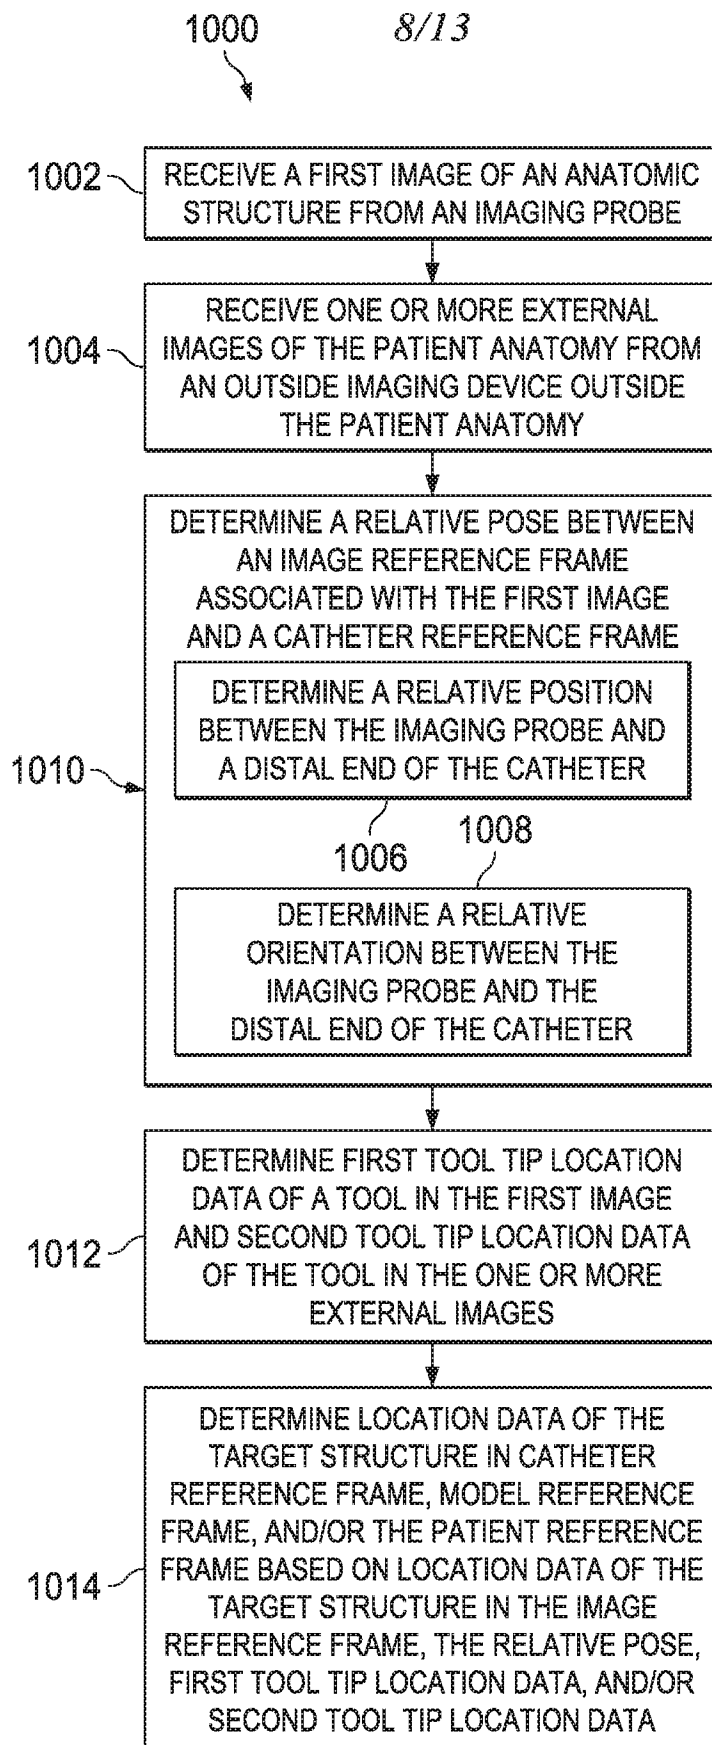 1000
8/13
1002
RECEIVE A FIRST IMAGE OF AN ANATOMIC
STRUCTURE FROM AN IMAGING PROBE
1004
RECEIVE ONE OR MORE EXTERNAL
IMAGES OF THE PATIENT ANATOMY FROM
AN OUTSIDE IMAGING DEVICE OUTSIDE
THE PATIENT ANATOMY
1010
DETERMINE A RELATIVE POSE BETWEEN
AN IMAGE REFERENCE FRAME
ASSOCIATED WITH THE FIRST IMAGE
AND A CATHETER REFERENCE FRAME
DETERMINE A RELATIVE POSITION
BETWEEN THE IMAGING PROBE AND
A DISTAL END OF THE CATHETER
1006
1008
DETERMINE A RELATIVE
ORIENTATION BETWEEN THE
IMAGING PROBE AND THE
DISTAL END OF THE CATHETER
1012
DETERMINE FIRST TOOL TIP LOCATION
DATA OF A TOOL IN THE FIRST IMAGE
AND SECOND TOOL TIP LOCATION DATA
OF THE TOOL IN THE ONE OR MORE
EXTERNAL IMAGES
1014
DETERMINE LOCATION DATA OF THE
TARGET STRUCTURE IN CATHETER
REFERENCE FRAME, MODEL REFERENCE
FRAME, AND/OR THE PATIENT REFERENCE
FRAME BASED ON LOCATION DATA OF THE
TARGET STRUCTURE IN THE IMAGE
REFERENCE FRAME, THE RELATIVE POSE,
FIRST TOOL TIP LOCATION DATA, AND/OR
SECOND TOOL TIP LOCATION DATA